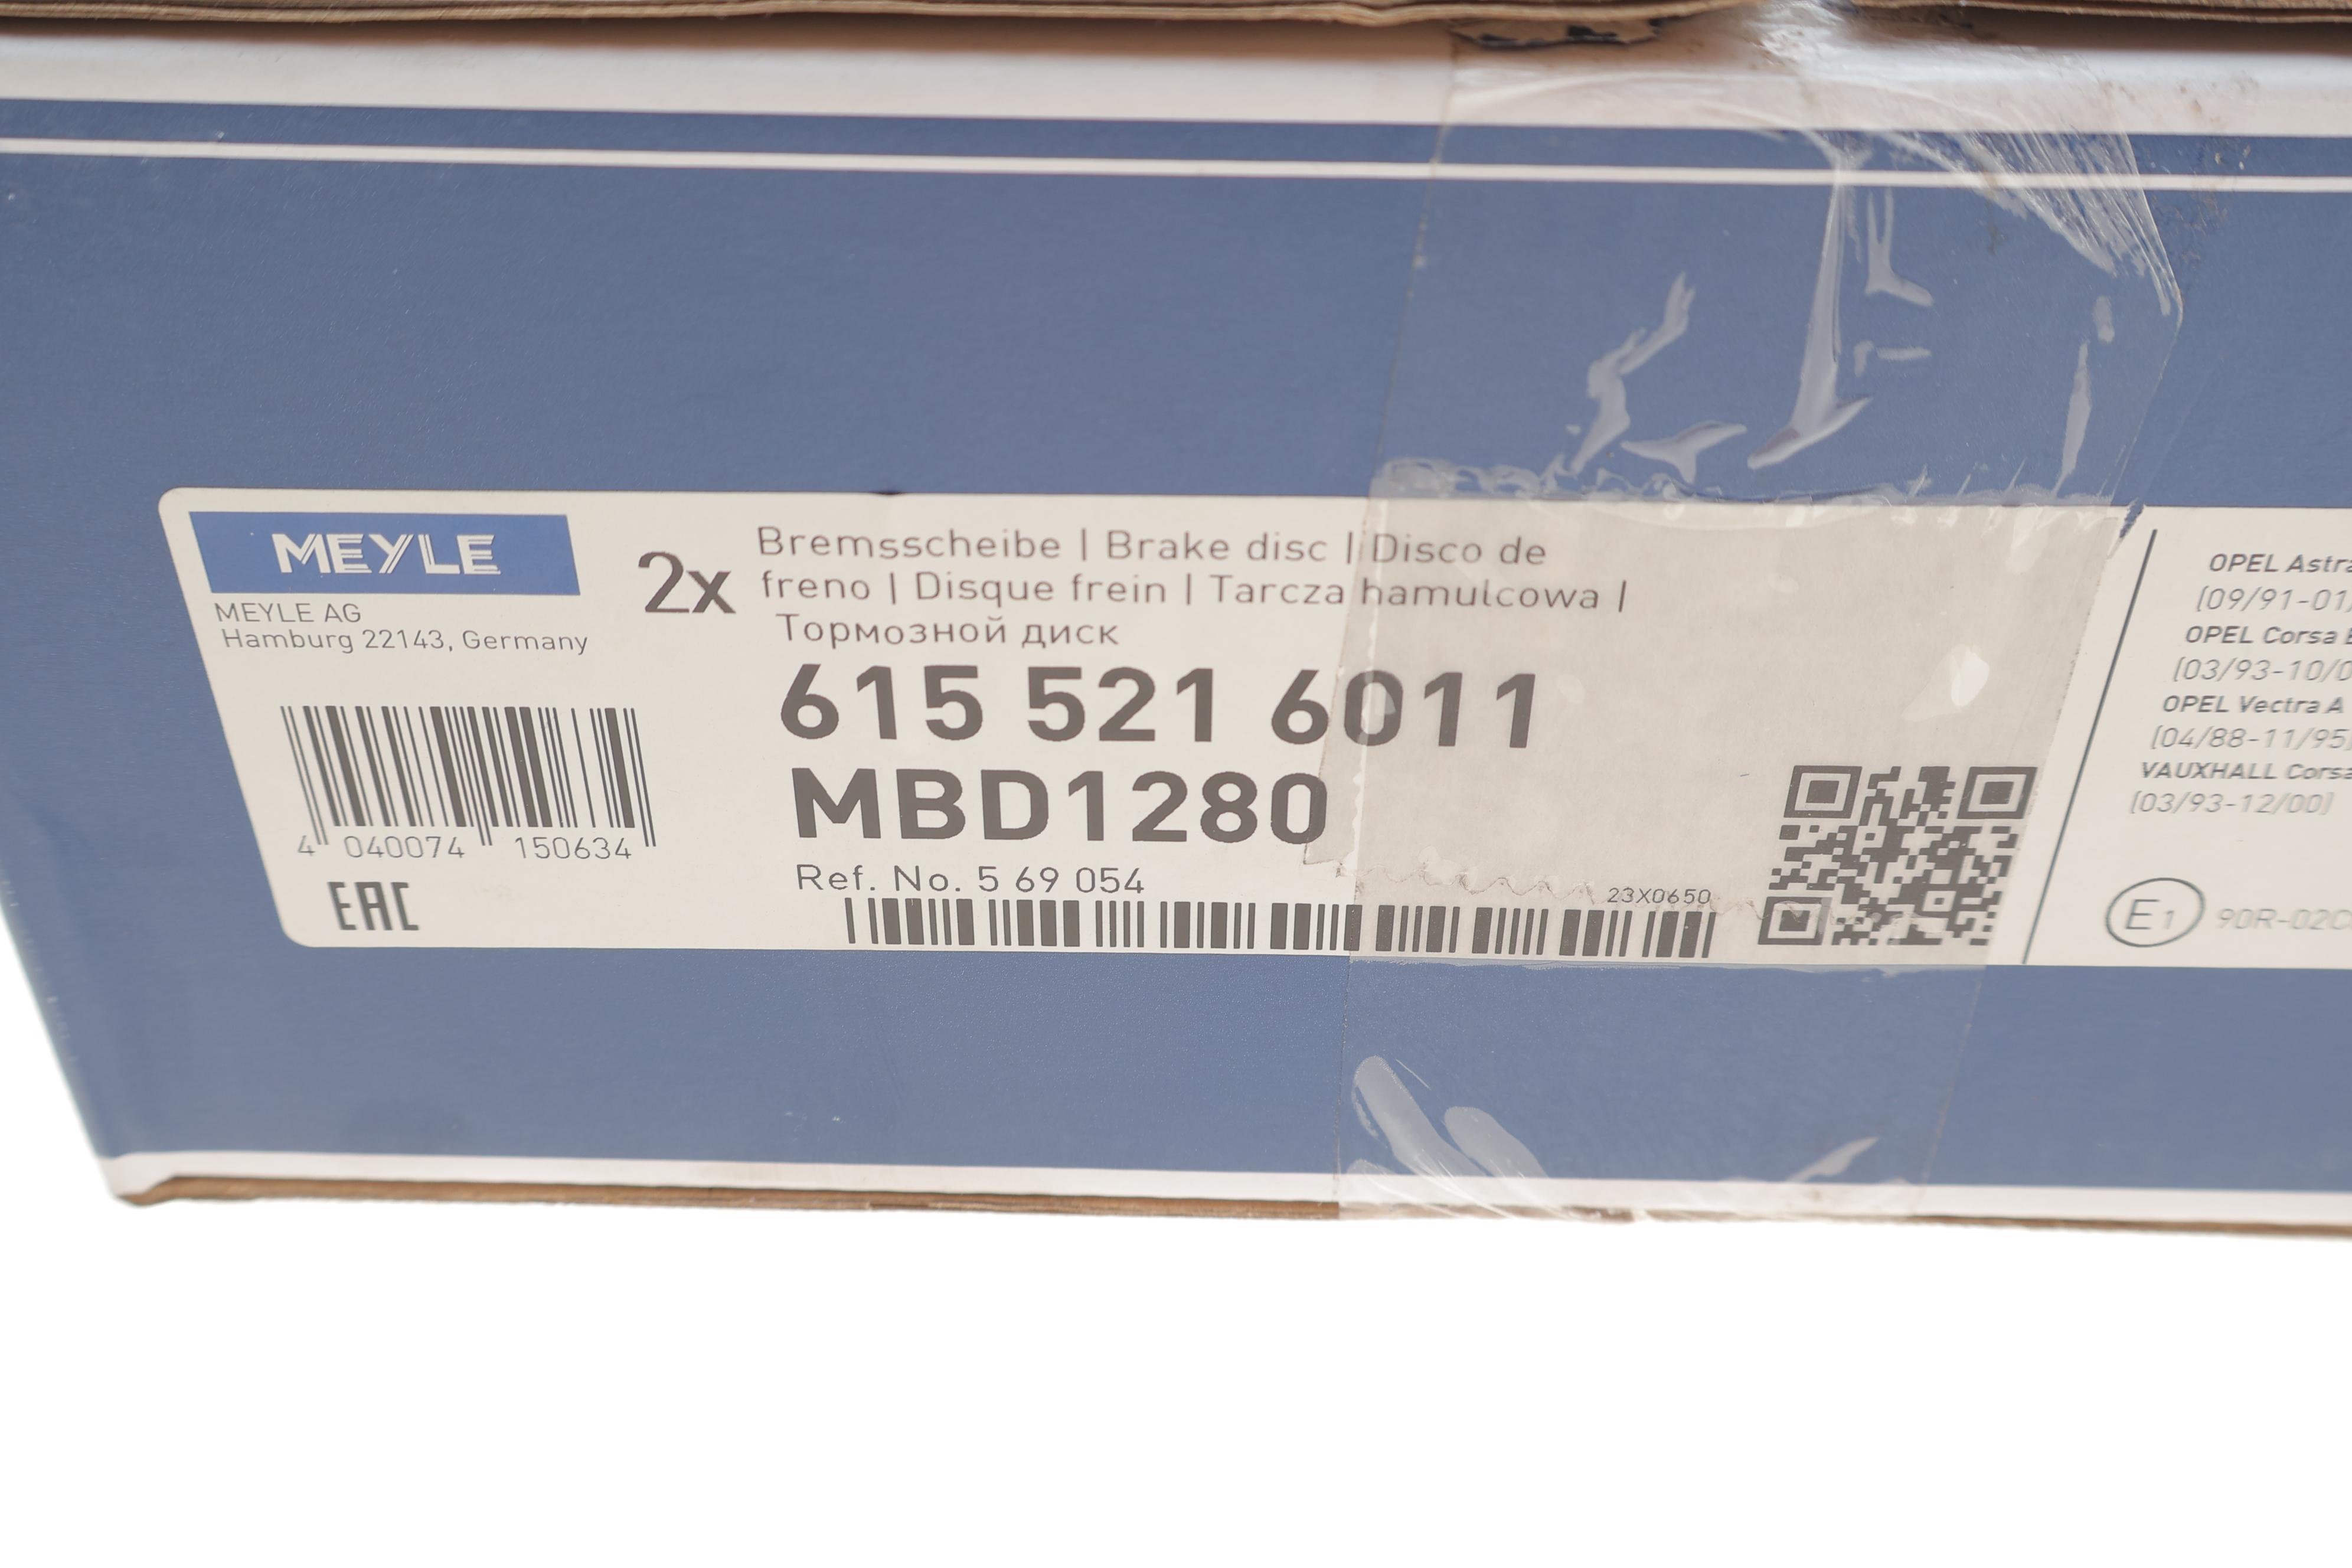 MEYLE
MEYLE AG
Hamburg 22143, Germany
4 040074 150634
EAC
2x
Bremsscheibe | Brake disc | Disco de
freno | Disque frein | Tarcza hamulcowa |
Тормозной диск
615 521 6011
MBD1280
Ref. No. 5 69 054
23X0650
OPEL Astra
(09/91-01/
OPEL Corsa
(03/93-10/0
OPEL Vectra A
(04/88-11/95)
VAUXHALL Corsa
(03/93-12/00)
E1 90R-02C